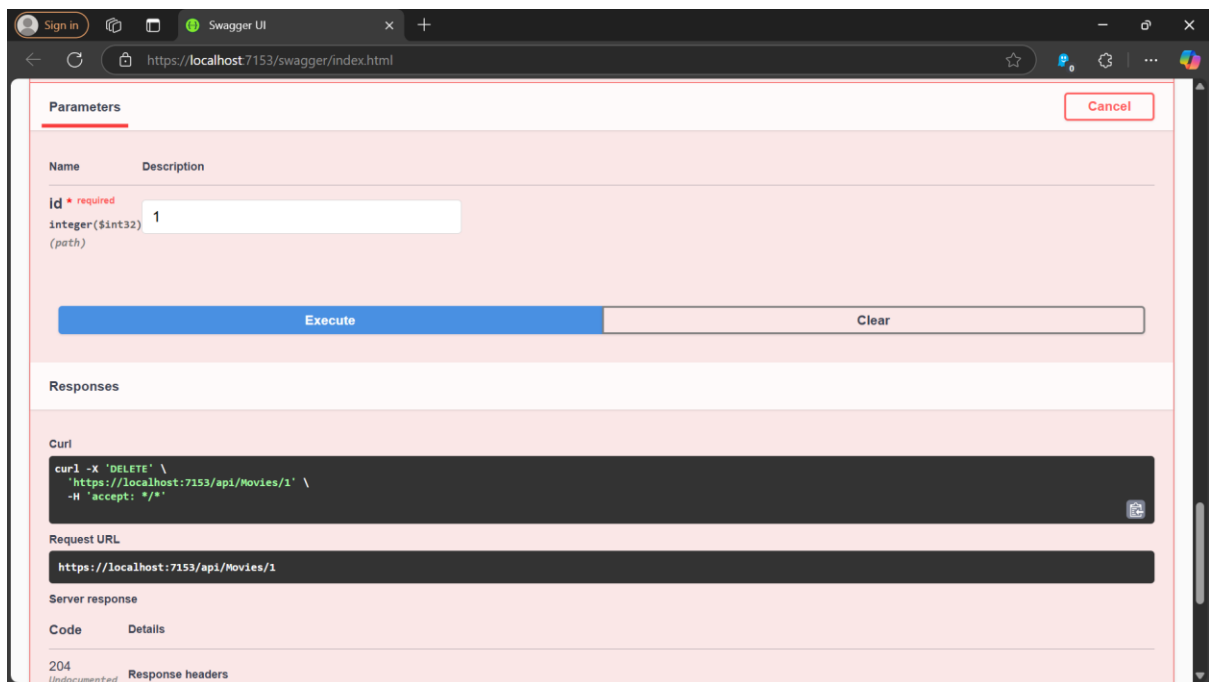 Sign in
Swagger UI
https://localhost:7153/swagger/index.html
0
Parameters
Cancel
Name Description
id * required
integer($int32)
(path)
1
Execute Clear
Responses
Curl
curl -X 'DELETE' \
'https://localhost:7153/api/Movies/1' \
-H 'accept: */*'
Request URL
https://localhost:7153/api/Movies/1
Server response
Code Details
204
Undocumented
Response headers